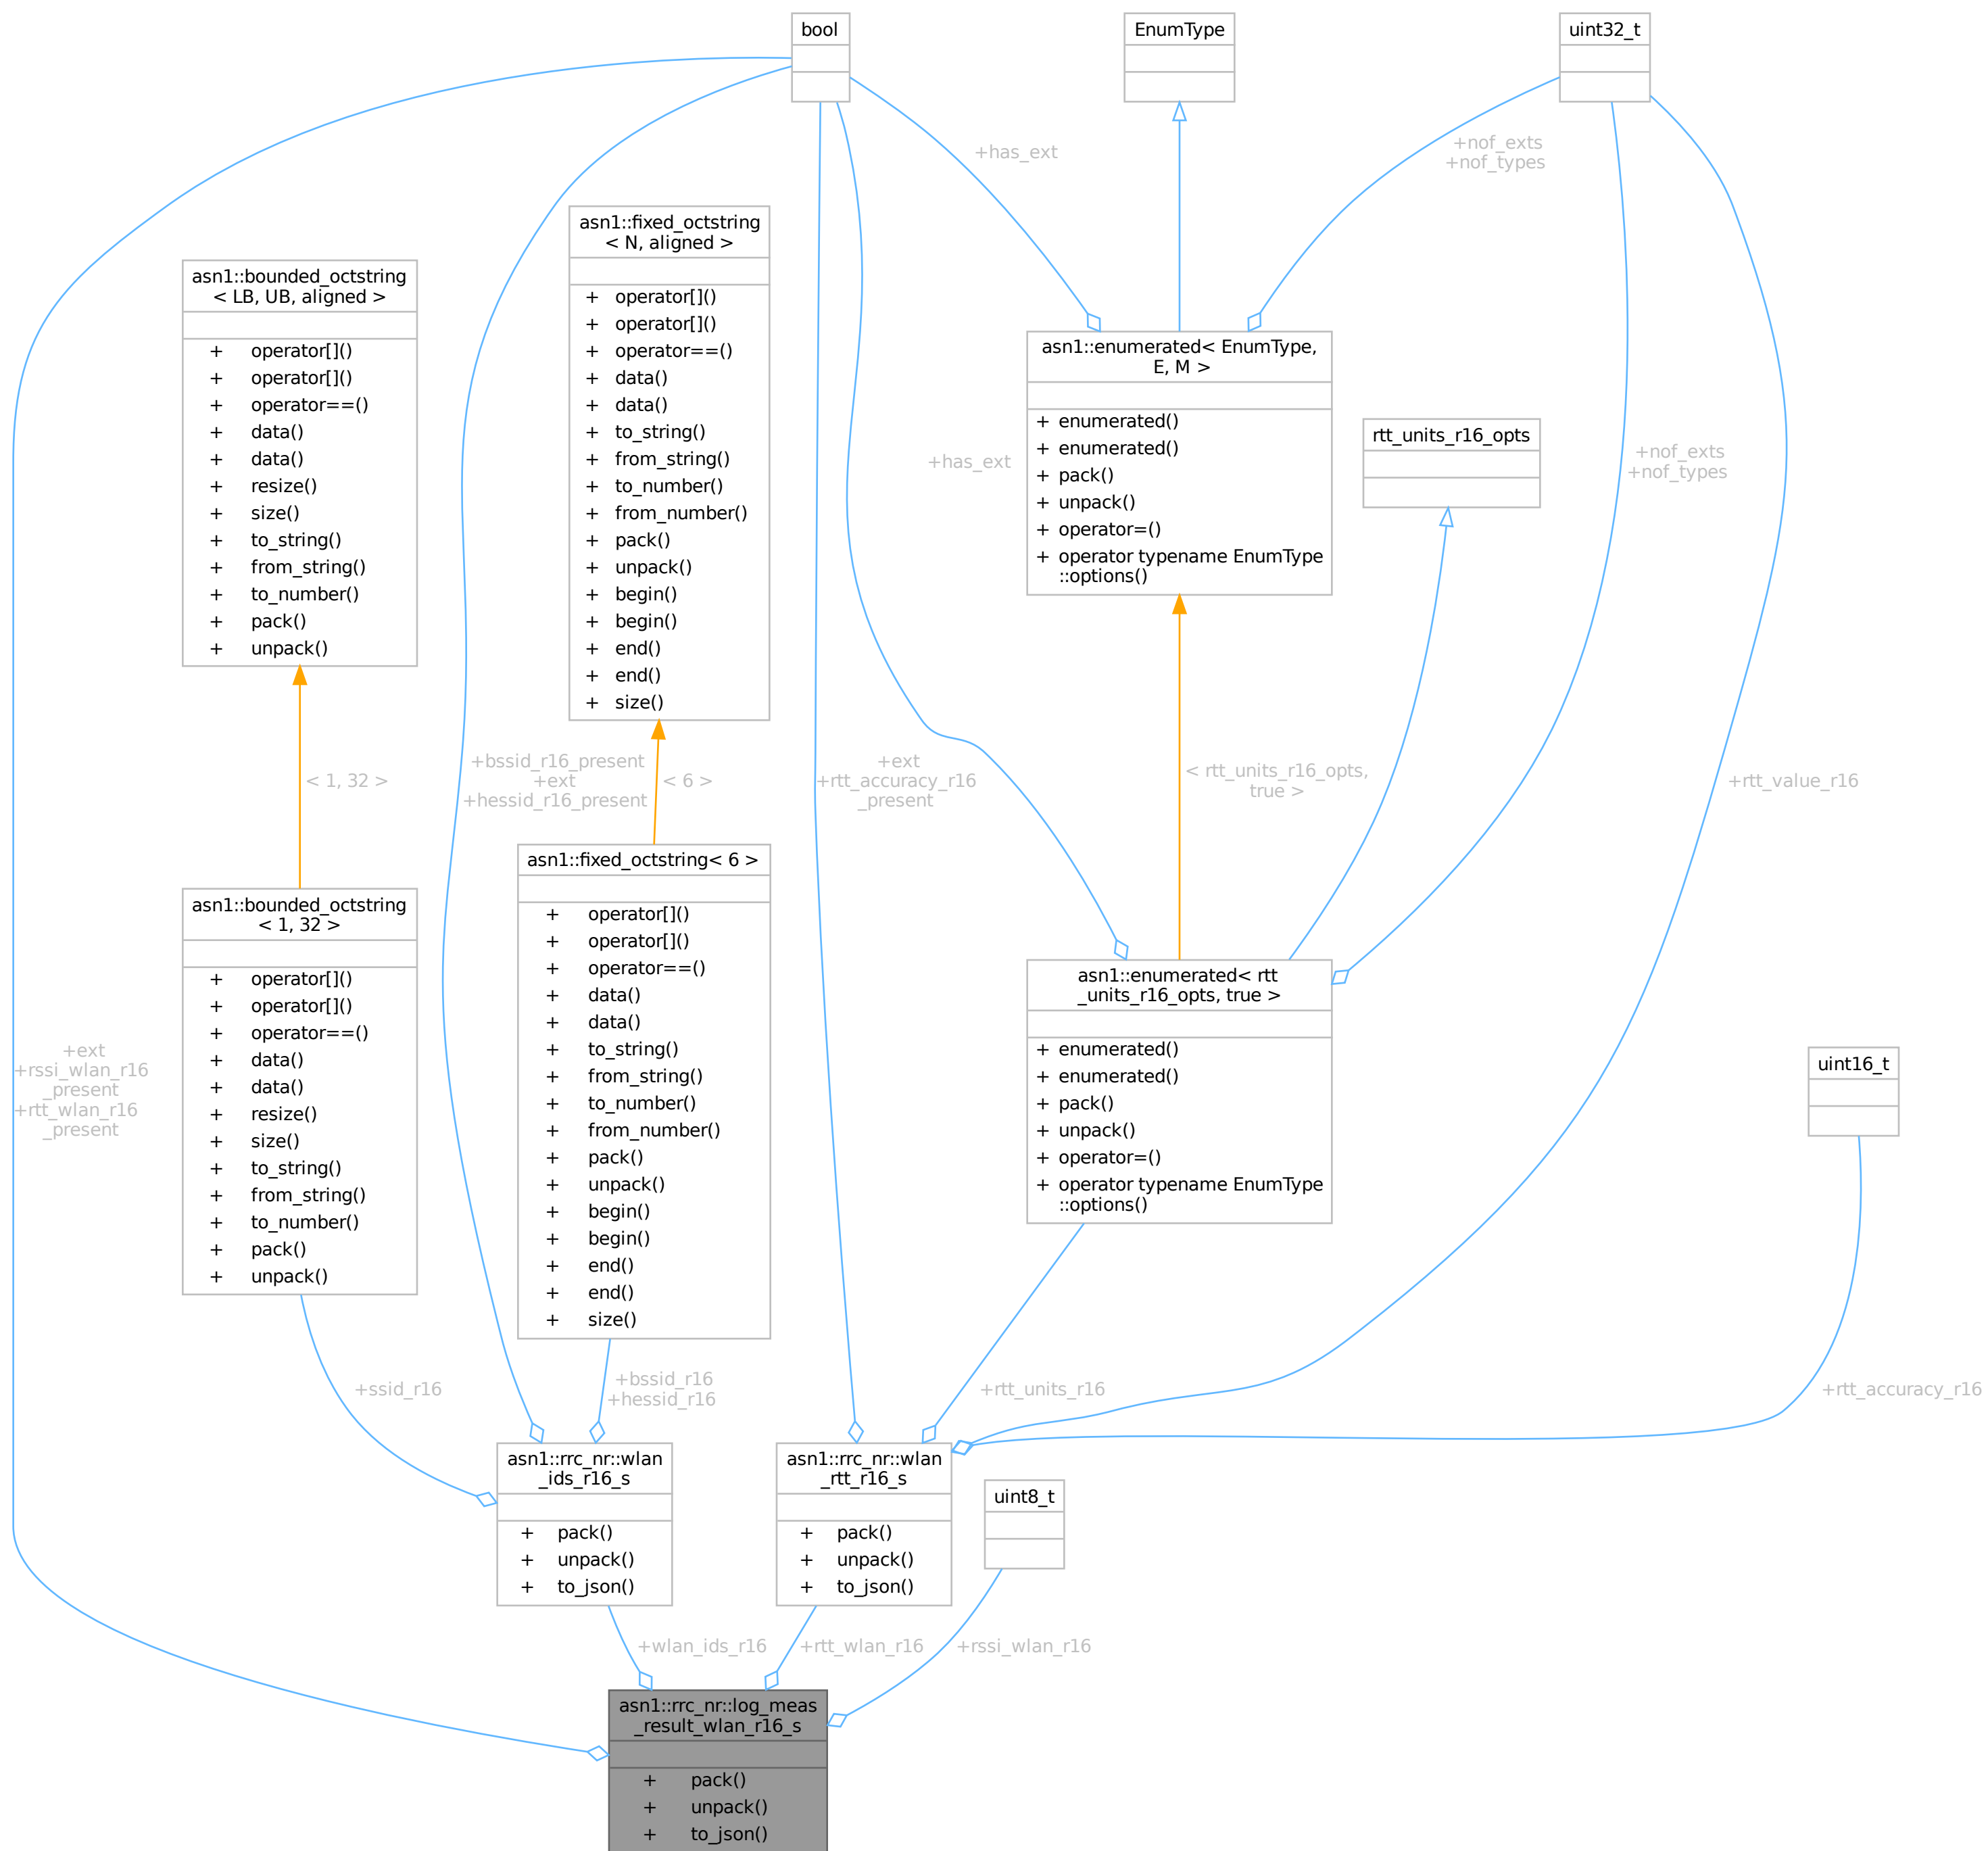 bool
EnumType
uint32_t
+has_ext
+nof_exts
+nof_types
asn1::fixed_octstring
< N, aligned >
+ operator[]()
+ operator[]()
+ operator==()
+ data()
+ data()
+ to_string()
+ from_string()
+ to_number()
+ from_number()
+ pack()
+ unpack()
+ begin()
+ begin()
+ end()
+ end()
+ size()
asn1::bounded_octstring
< LB, UB, aligned >
+ operator[]()
+ operator[]()
+ operator==()
+ data()
+ data()
+ resize()
+ size()
+ to_string()
+ from_string()
+ to_number()
+ pack()
+ unpack()
asn1::enumerated< EnumType,
E, M >
+ enumerated()
+ enumerated()
+ pack()
+ unpack()
+ operator=()
+ operator typename EnumType
::options()
rtt_units_r16_opts
+has_ext
+nof_exts
+nof_types
< 1, 32 >
+bssid_r16_present
+ext
+hessid_r16_present
< 6 >
+ext
+rtt_accuracy_r16
_present
< rtt_units_r16_opts,
true >
+rtt_value_r16
asn1::bounded_octstring
< 1, 32 >
+ operator[]()
+ operator[]()
+ operator==()
+ data()
+ data()
+ resize()
+ size()
+ to_string()
+ from_string()
+ to_number()
+ pack()
+ unpack()
asn1::fixed_octstring< 6 >
+ operator[]()
+ operator[]()
+ operator==()
+ data()
+ data()
+ to_string()
+ from_string()
+ to_number()
+ from_number()
+ pack()
+ unpack()
+ begin()
+ begin()
+ end()
+ end()
+ size()
asn1::enumerated< rtt
_units_r16_opts, true >
+ enumerated()
+ enumerated()
+ pack()
+ unpack()
+ operator=()
+ operator typename EnumType
::options()
uint16_t
+ext
+rssi_wlan_r16
_present
+rtt_wlan_r16
_present
+ssid_r16
+bssid_r16
+hessid_r16
+rtt_units_r16
+rtt_accuracy_r16
asn1::rrc_nr::wlan
_ids_r16_s
+ pack()
+ unpack()
+ to_json()
asn1::rrc_nr::wlan
_rtt_r16_s
+ pack()
+ unpack()
+ to_json()
uint8_t
+wlan_ids_r16
+rtt_wlan_r16
+rssi_wlan_r16
asn1::rrc_nr::log_meas
_result_wlan_r16_s
+ pack()
+ unpack()
+ to_json()